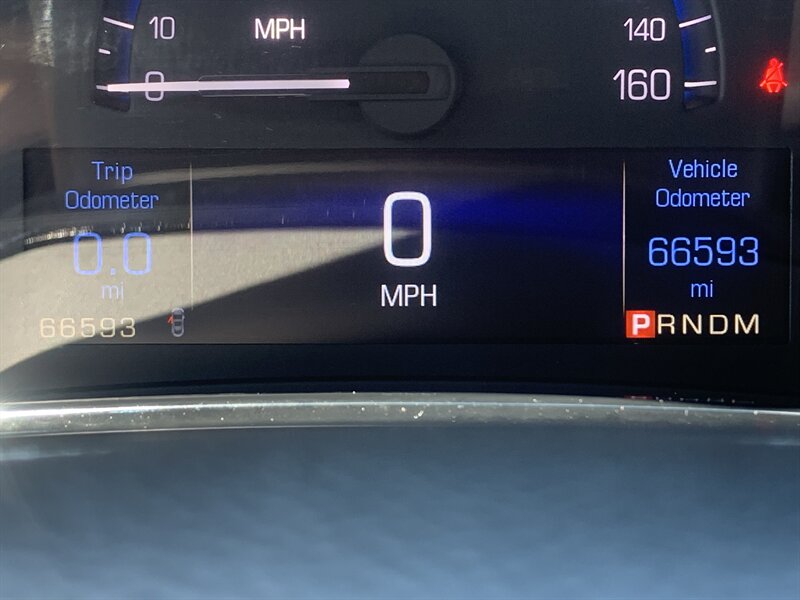 10 MPH 140
0 160
Trip
Odometer
0.0
mi
66593
0
MPH
Vehicle
Odometer
66593
mi
PRNDM